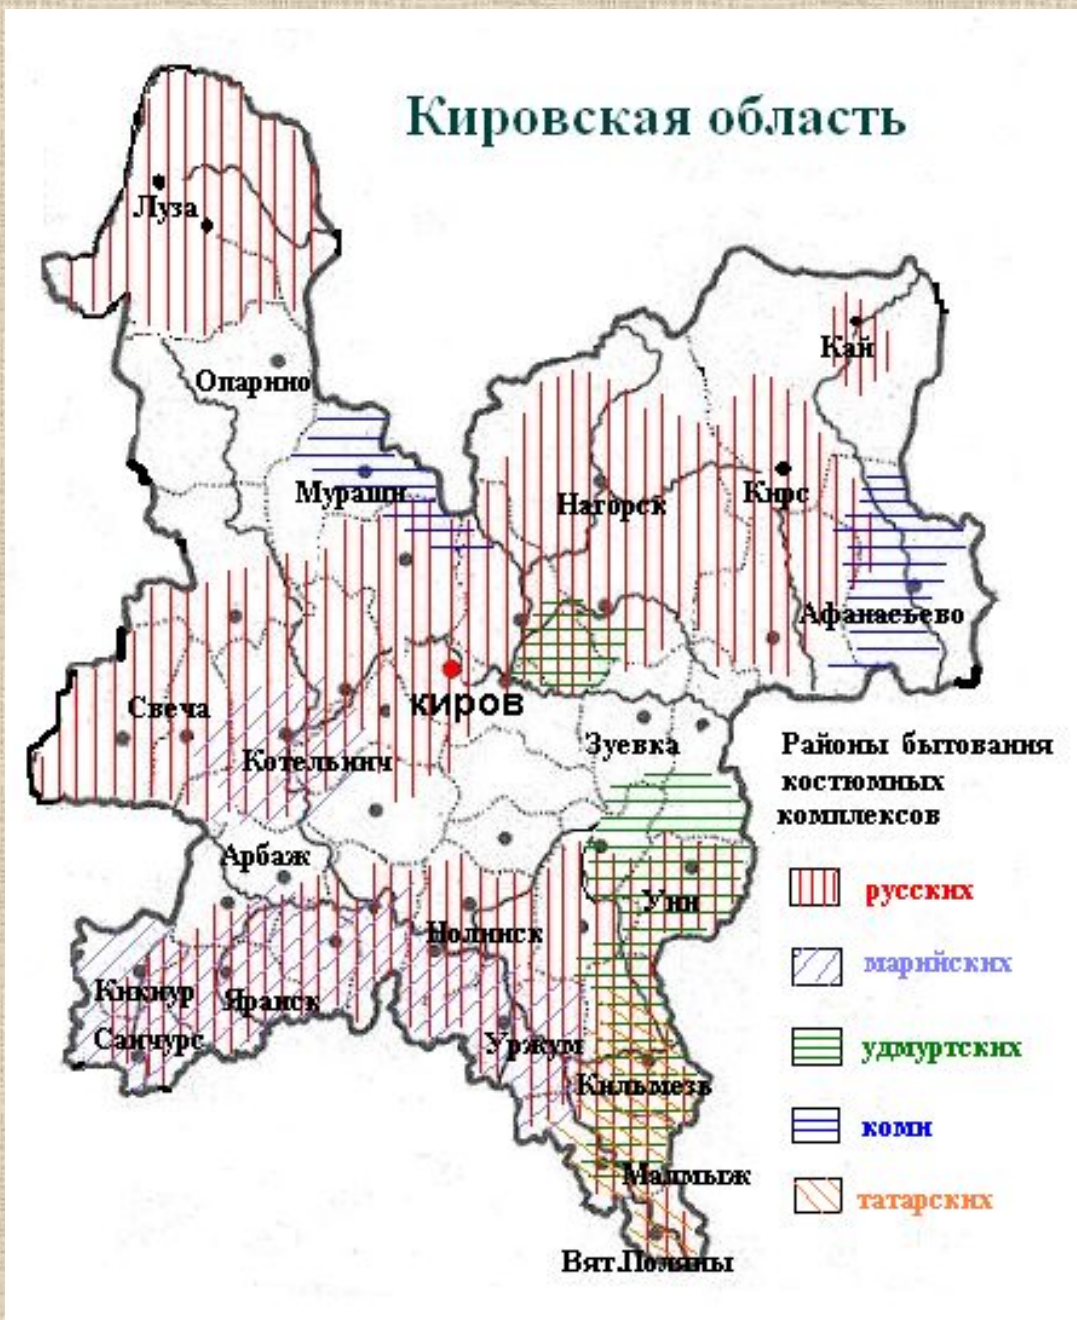 Кировская область
Луза
Опарино
Кай
Мураши
Нагорск
Кирс
Афанасьево
Свеча
киров
Котельнич
Зуевка
Районы бытования
костюмных
комплексов
Арбаж
Уни
русских
Нолинск
марийских
Кикнур
Яранск
Санчурс
Уржум
удмуртских
Кильмезь
коми
Малмыж
татарских
Вят.Поляны